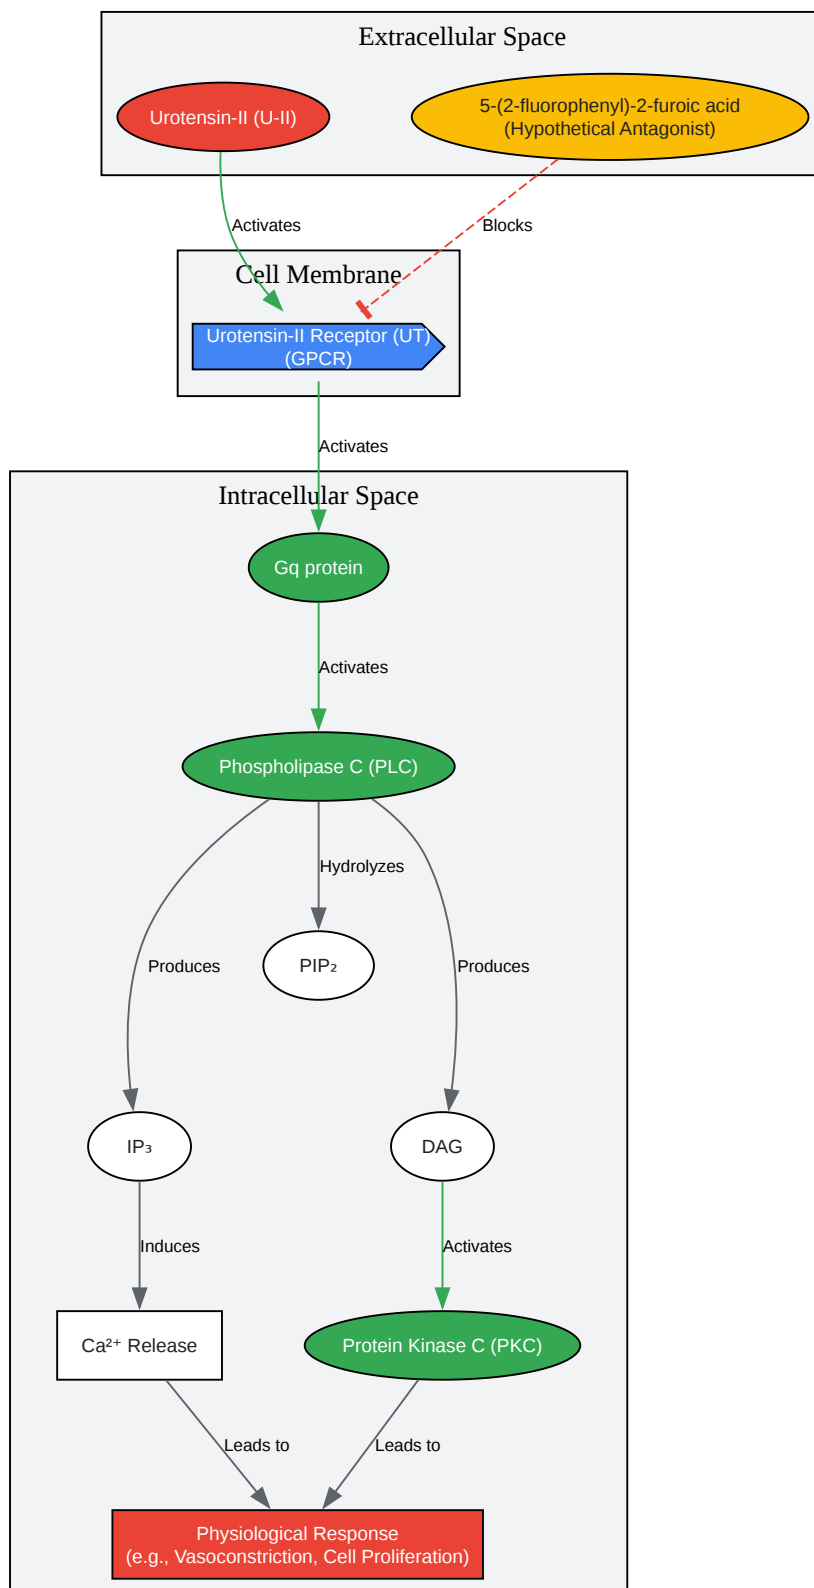 Extracellular Space
Urotensin-II (U-II)
5-(2-fluorophenyl)-2-furoic acid
(Hypothetical Antagonist)
Activates
Blocks
Cell Membrane
Urotensin-II Receptor (UT)
(GPCR)
Activates
Intracellular Space
Gq protein
Activates
Phospholipase C (PLC)
Hydrolyzes
Produces
PIP₂
Produces
IP₃
DAG
Induces
Activates
Ca²⁺ Release
Protein Kinase C (PKC)
Leads to
Leads to
Physiological Response
(e.g., Vasoconstriction, Cell Proliferation)